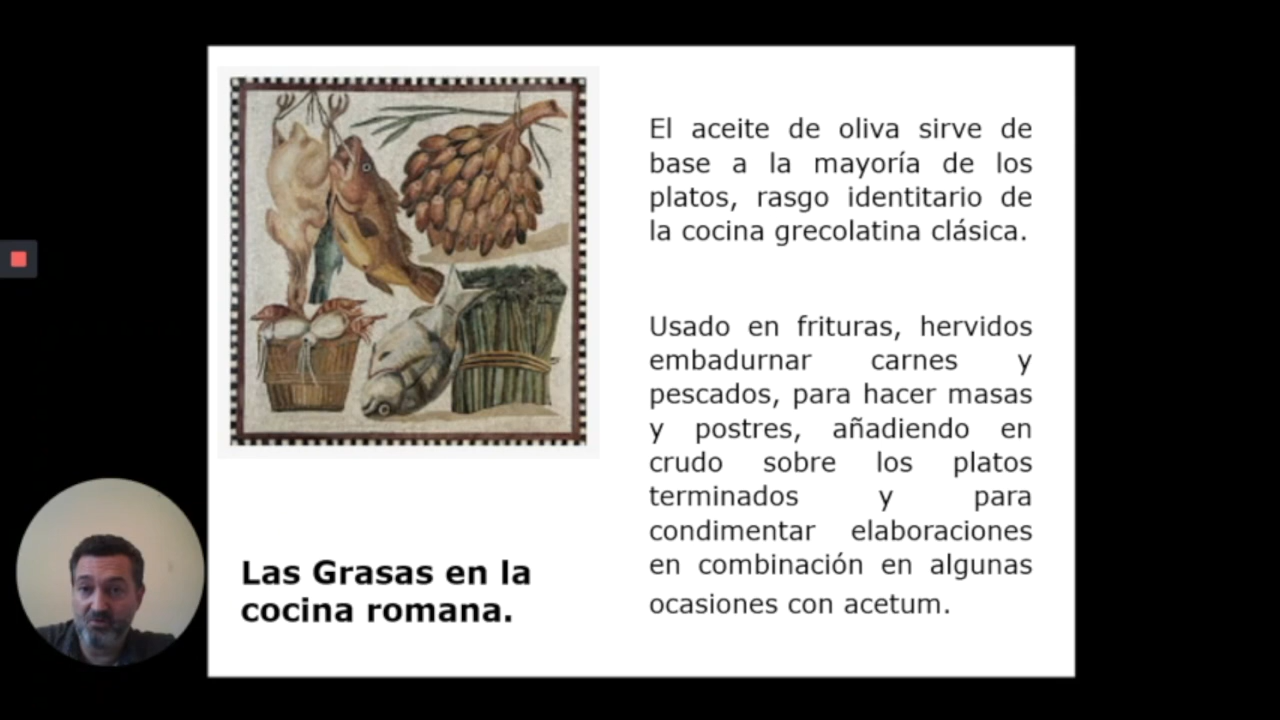 El aceite de oliva sirve de
base a la mayoría de los
platos, rasgo identitario de
la cocina grecolatina clásica.
Usado en frituras, hervidos
embadurnar carnes y
pescados, para hacer masas
y postres, añadiendo en
crudo sobre los platos
terminados y para
condimentar elaboraciones
en combinación en algunas
ocasiones con acetum.
Las Grasas en la
cocina romana.